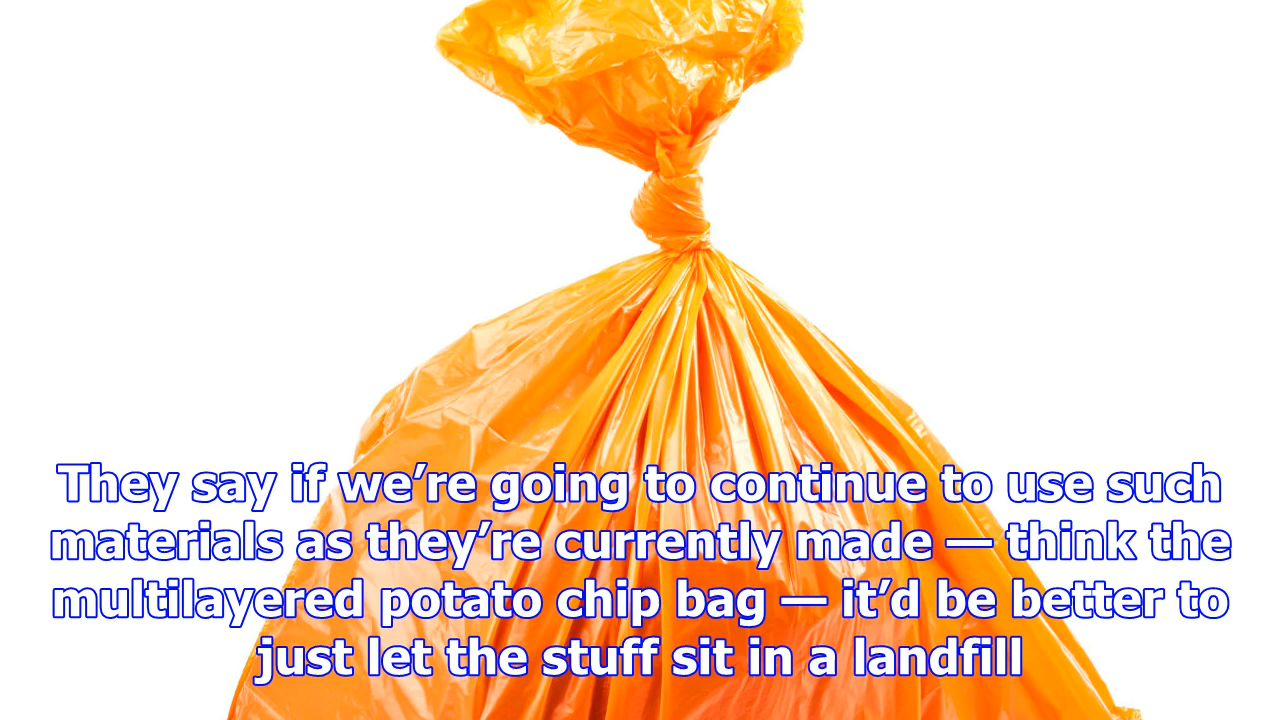 They say if we’re going to continue to use such
materials as they’re currently made — think the
multilayered potato chip bag — it’d be better to
just let the stuff sit in a landfill